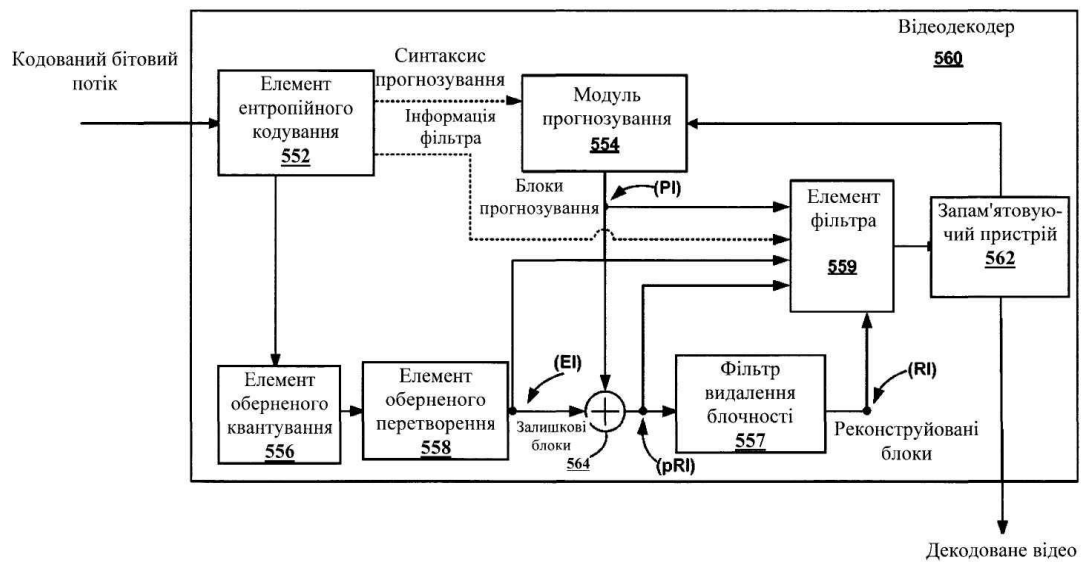 Відеодекодер
560
Кодований бітовий
потік
Елемент
ентропійного
кодування
552
Синтаксис
прогнозування
Інформація
фільтра
Модуль
прогнозування
554
Блоки
прогнозування
(PI)
Елемент
фільтра
559
Запам'ятовую-
чий пристрій
562
Елемент
оберненого
квантування
556
Елемент
оберненого
перетворення
558
(EI)
Залишкові
блоки
564
(pRI)
Фільтр
видалення
блочності
557
(RI)
Реконструйовані
блоки
Декодоване відео